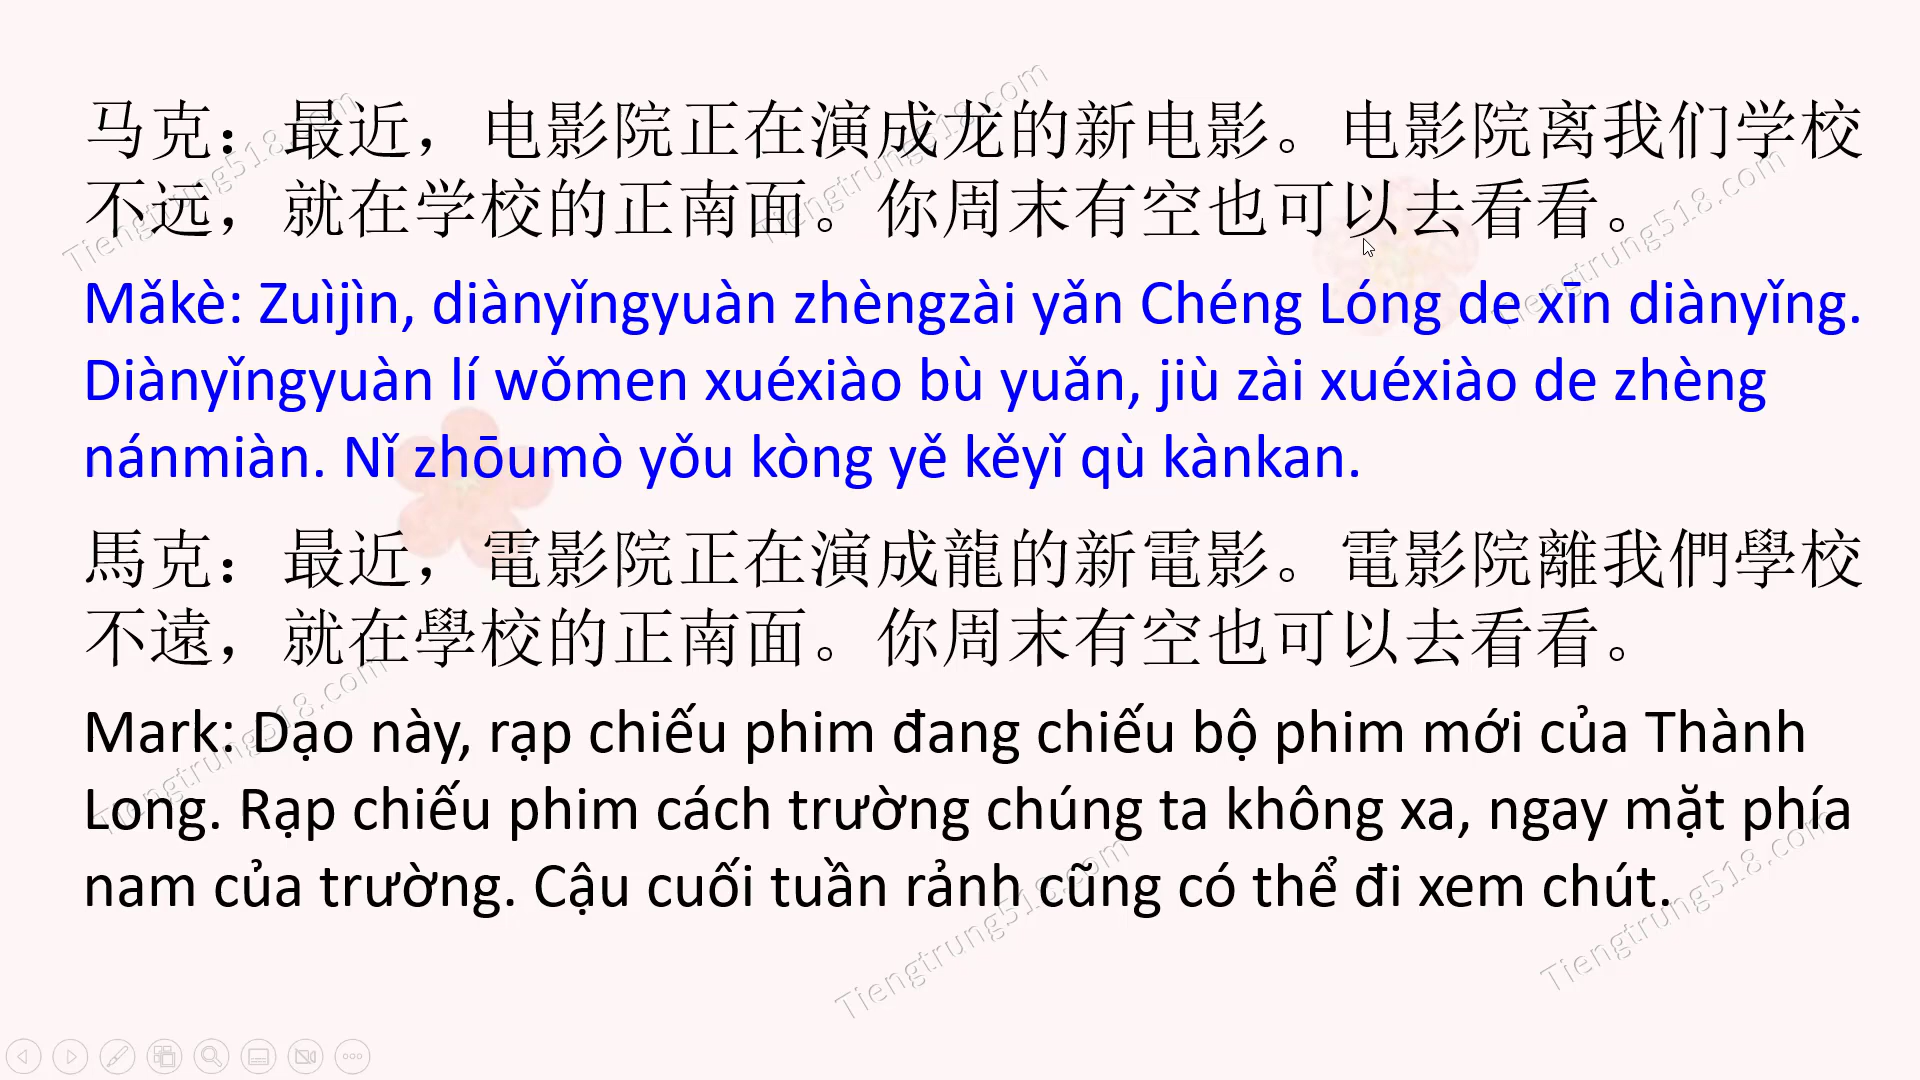 马克：最近，电影院正在演成龙的新电影。电影院离我们学校
不远，就在学校的正南面。你周末有空也可以去看看。
Mǎkè: Zuìjìn, diànyǐngyuàn zhèngzài yǎn Chéng Lóng de xīn diànyǐng.
Diànyǐngyuàn lí wǒmen xuéxiào bù yuǎn, jiù zài xuéxiào de zhèng
nánmiàn. Nǐ zhōumò yǒu kòng yě kěyǐ qù kànkan.
馬克：最近，電影院正在演成龍的新電影。電影院離我們學校
不遠，就在學校的正南面。你周末有空也可以去看看。
Mark: Dạo này, rạp chiếu phim đang chiếu bộ phim mới của Thành
Long. Rạp chiếu phim cách trường chúng ta không xa, ngay mặt phía
nam của trường. Cậu cuối tuần rảnh cũng có thể đi xem chút.
Tiengtrung518.com
Tiengtrung518.com
Tiengtrung518.com
Tiengtrung518.com
Tiengtrung518.com
Tiengtrung518.com